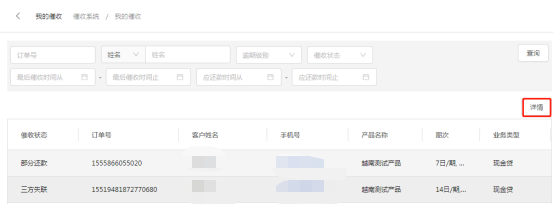 我的催收 催收系统 / 我的催收
订单号 姓名 姓名 逾期级别 催收状态 查询
最后催收时间从 - 最后催收时间止 应还款时间从 - 应还款时间止
详情
催收状态 订单号 客户姓名 手机号 产品名称 期次 业务类型
部分还款 1555866055020 越南测试产品 7日/期, ... 现金贷
三方失联 15519481872770680 越南测试产品 14日/期,... 现金贷